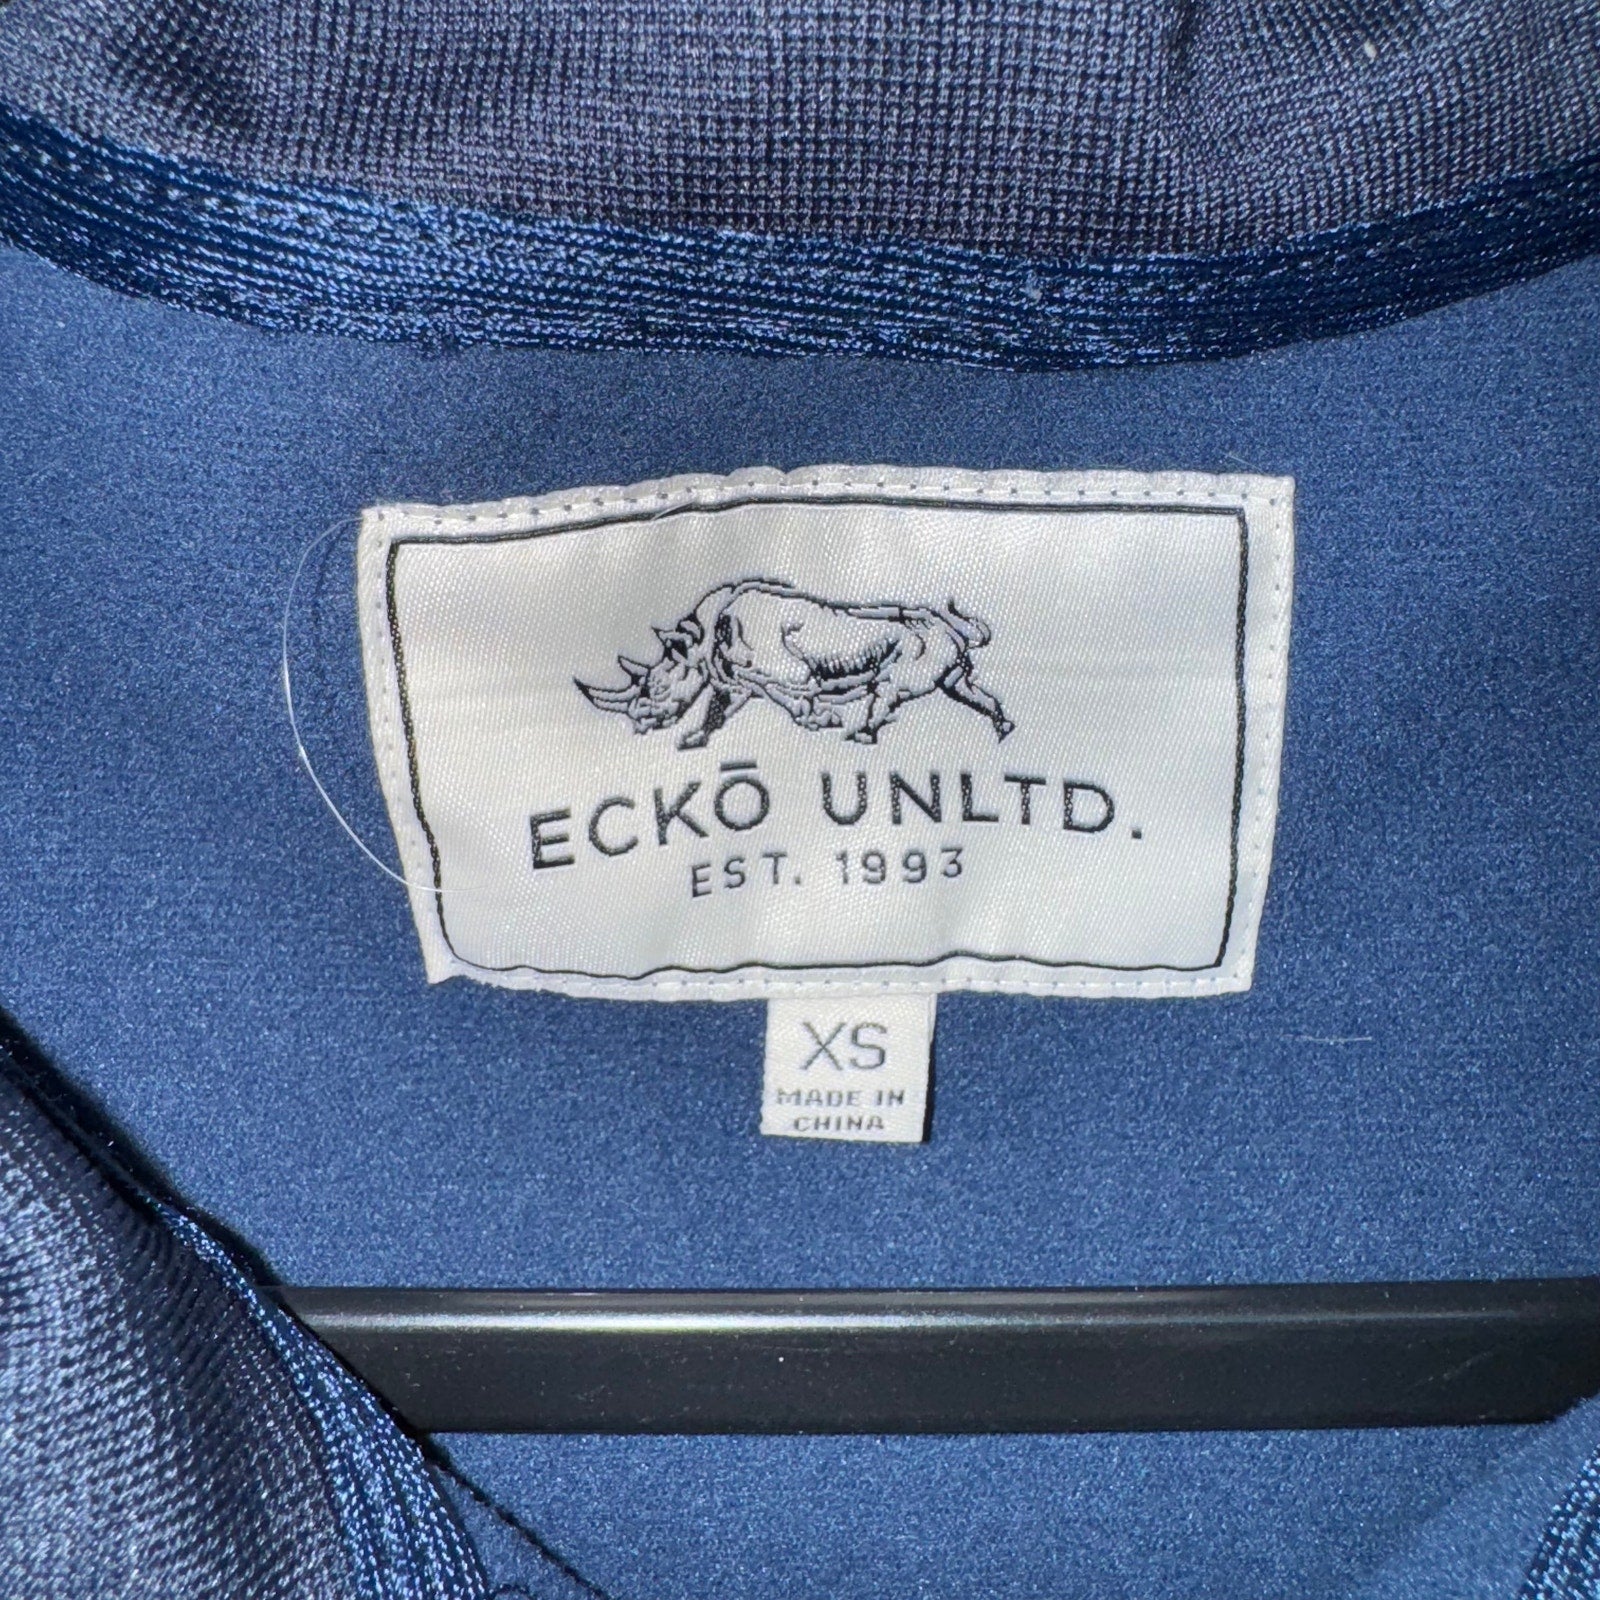 ECKŌ UNLTD.
EST. 1993
XS
MADE IN
CHINA